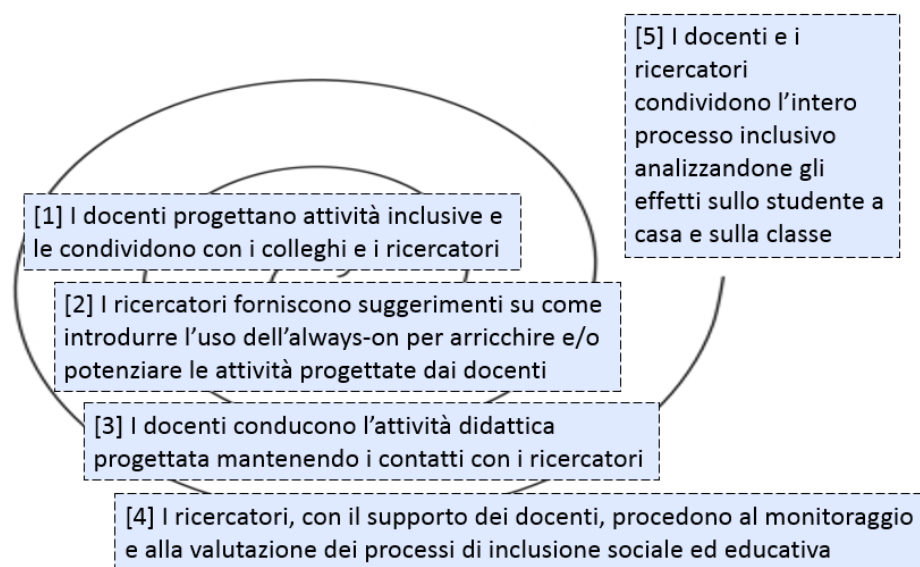 [1] I docenti progettano attività inclusive e
le condividono con i colleghi e i ricercatori
[2] I ricercatori forniscono suggerimenti su come
introdurre l’uso dell’always-on per arricchire e/o
potenziare le attività progettate dai docenti
[3] I docenti conducono l’attività didattica
progettata mantenendo i contatti con i ricercatori
[4] I ricercatori, con il supporto dei docenti, procedono al monitoraggio
e alla valutazione dei processi di inclusione sociale ed educativa
[5] I docenti e i
ricercatori
condividono l’intero
processo inclusivo
analizzandone gli
effetti sullo studente a
casa e sulla classe